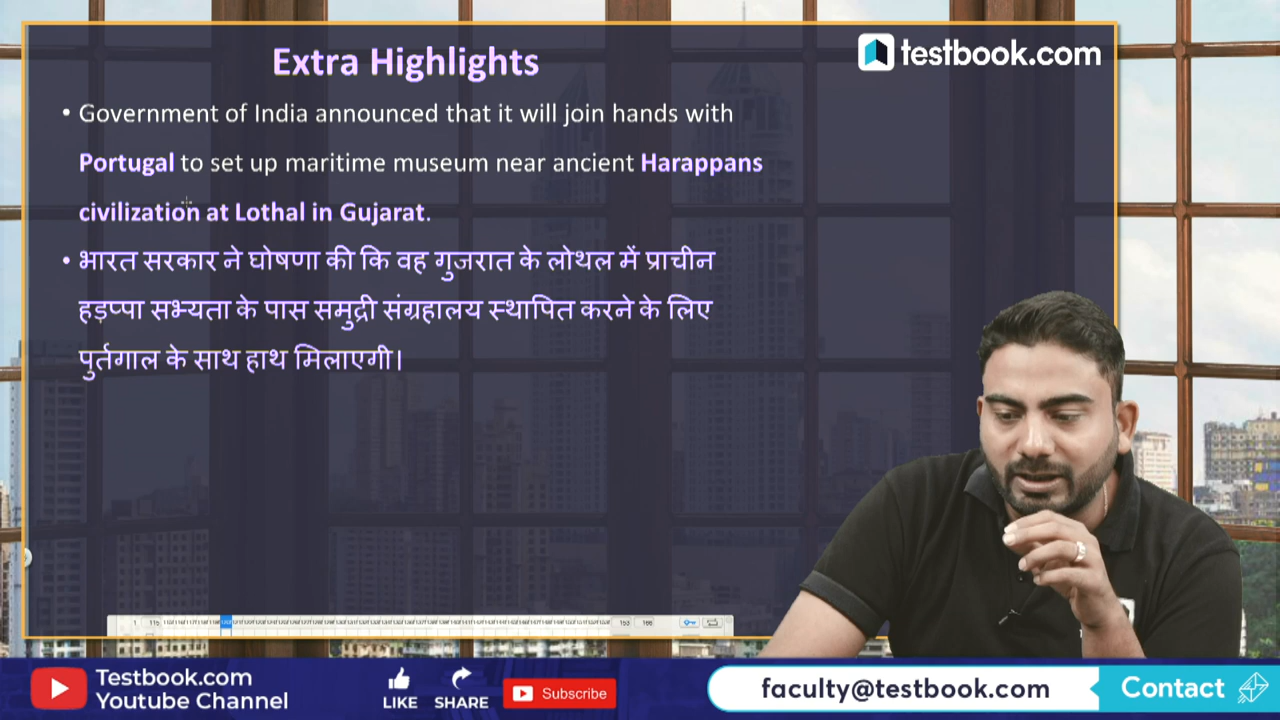 Extra Highlights
testbook.com
• Government of India announced that it will join hands with
Portugal to set up maritime museum near ancient Harappans
civilization at Lothal in Gujarat.
• भारत सरकार ने घोषणा की कि वह गुजरात के लोथल में प्राचीन
हड़प्पा सभ्यता के पास समुद्री संग्रहालय स्थापित करने के लिए
पुर्तगाल के साथ हाथ मिलाएगी।
Testbook.com
Youtube Channel
LIKE
SHARE
Subscribe
faculty@testbook.com
Contact